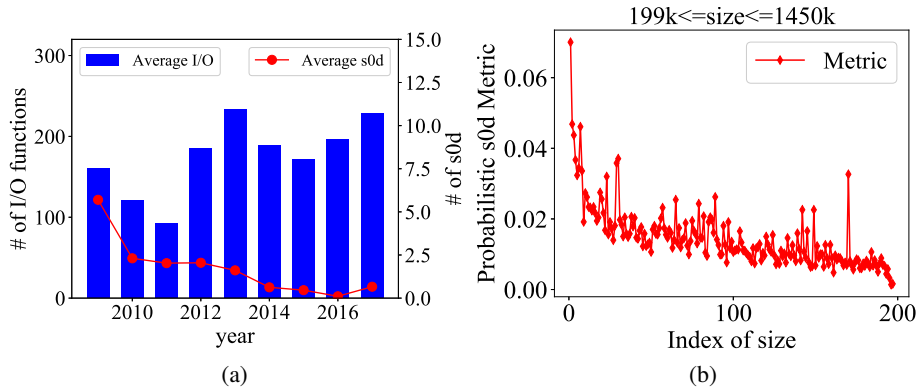 300
200
100
0
# of I/O functions
Average I/O
Average s0d
15.0
12.5
10.0
7.5
5.0
2.5
0.0
# of s0d
2010 2012 2014 2016
year
(a)
199k<=size<=1450k
Metric
0.06
0.04
0.02
0.00
Probabilistic s0d Metric
0 100 200
Index of size
(b)